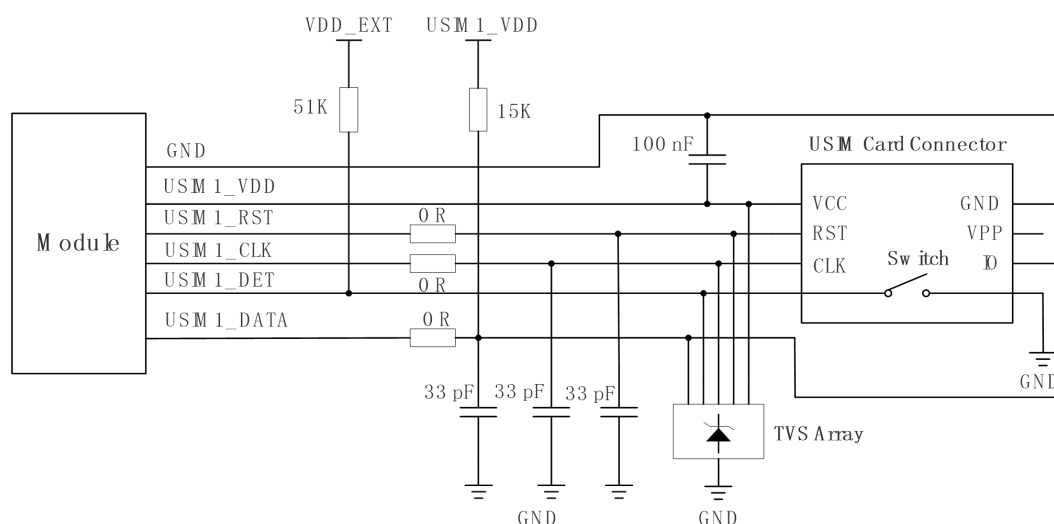 VDD_EXT USIM1_VDD
51K 15K
GND
100 nF
USIM Card Connector
USIM1_VDD
VCC GND
USIM1_RST 0R
RST VPP
Module
USIM1_CLK
CLK IO
Switch
USIM1_DET 0R
USIM1_DATA 0R
GND
33 pF 33 pF 33 pF
TVS Array
GND GND